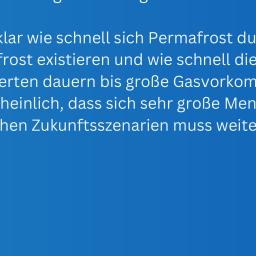 klar wie schnell sich Permafrost du
frost existieren und wie schnell die
erten dauern bis große Gasvorkom
heinlich, dass sich sehr große Men
hen Zukunftsszenarien muss weite